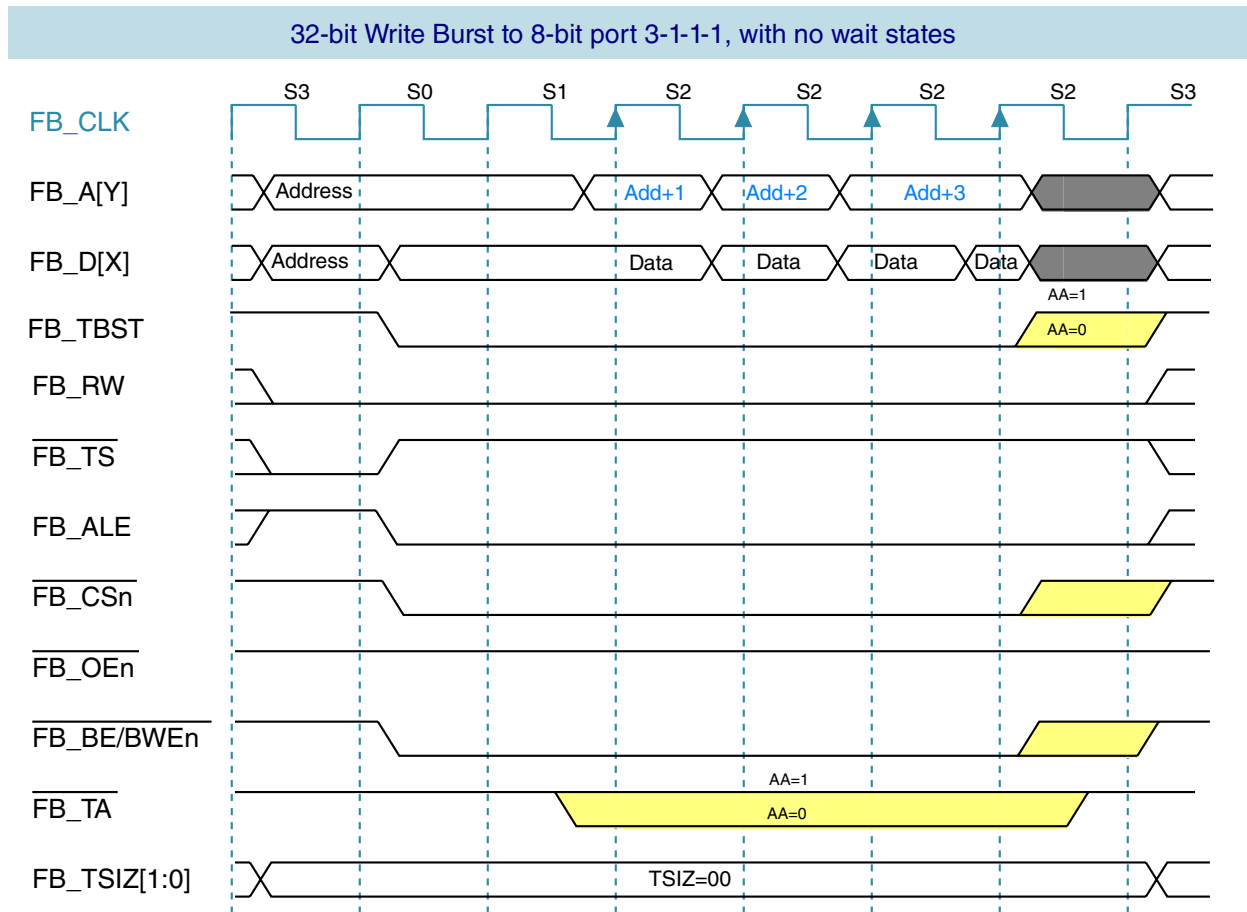 32-bit Write Burst to 8-bit port 3-1-1-1, with no wait states
S3 S0 S1 S2 S2 S2 S2 S3
FB_CLK
FB_A[Y] Address Add+1 Add+2 Add+3
FB_D[X] Address Data Data Data Data
AA=1
FB_TBST AA=0
FB_RW
FB_TS
FB_ALE
FB_CSn
FB_OEn
FB_BE/BWEn
AA=1
FB_TA AA=0
FB_TSIZ[1:0] TSIZ=00